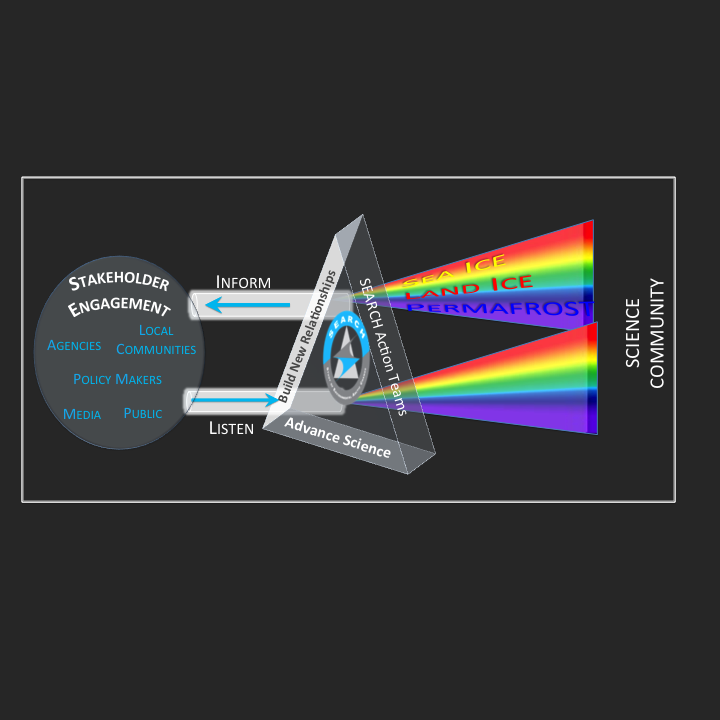 STAKEHOLDER
ENGAGEMENT
LOCAL
AGENCIES
COMMUNITIES
POLICY MAKERS
MEDIA
PUBLIC
INFORM
LISTEN
Build New Relationships
SEARCH Action Teams
Advance Science
SEARCH
SEA ICE
LAND ICE
PERMAFROST
SCIENCE
COMMUNITY